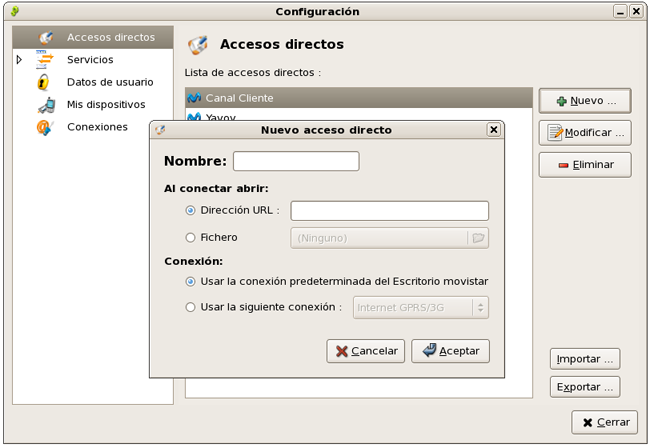 Configuración
Accesos directos
Servicios
Datos de usuario
Mis dispositivos
Conexiones
Accesos directos
Lista de accesos directos :
Canal Cliente
Nuevo ...
Modificar ...
Eliminar
Nuevo acceso directo
Nombre:
Al conectar abrir:
Dirección URL :
Fichero
(Ninguno)
Conexión:
Usar la conexión predeterminada del Escritorio movistar
Usar la siguiente conexión :
Internet GPRS/3G
Cancelar
Aceptar
Importar ...
Exportar ...
Cerrar